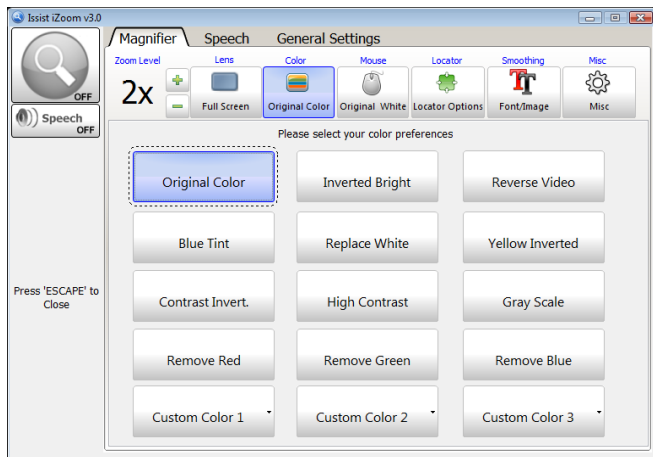 Issist iZoom v3.0
Magnifier Speech General Settings
Zoom Level Lens Color Mouse Locator Smoothing Misc
2x
Full Screen Original Color Original White Locator Options Font/Image Misc
OFF
Speech
OFF
Please select your color preferences
Original Color Inverted Bright Reverse Video
Blue Tint Replace White Yellow Inverted
Press 'ESCAPE' to
Close
Contrast Invert. High Contrast Gray Scale
Remove Red Remove Green Remove Blue
Custom Color 1 Custom Color 2 Custom Color 3